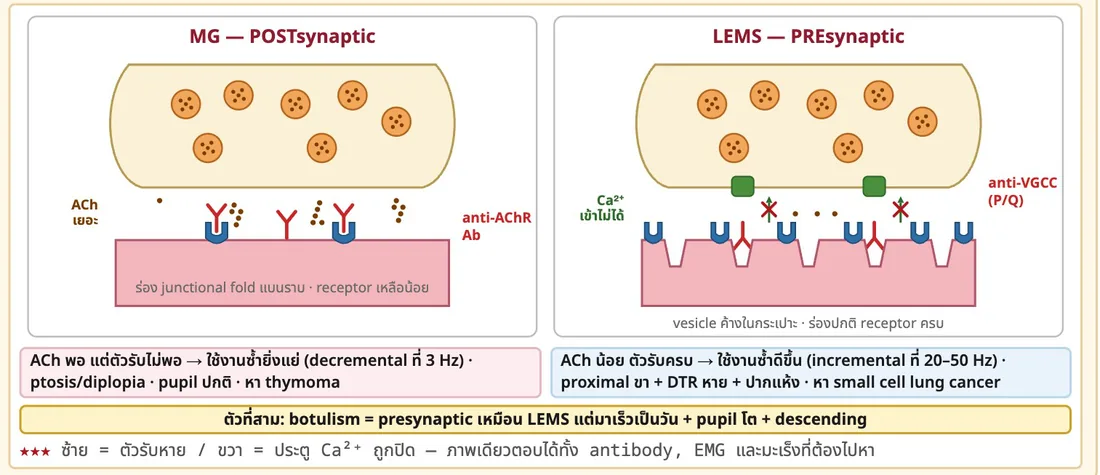 MG — POSTsynaptic
ACh
เยอะ
anti-AChR
Ab
ร่อง junctional fold แบนราบ · receptor เหลือน้อย
LEMS — PREsynaptic
Ca²⁺
เข้าไม่ได้
anti-VGCC
(P/Q)
vesicle ค้างในกระเปาะ · ร่องปกติ receptor ครบ
ACh พอ แต่ตัวรับไม่พอ → ใช้งานซ้ำยิ่งแย่ (decremental ที่ 3 Hz) ·
ptosis/diplopia · pupil ปกติ · หา thymoma
ACh น้อย ตัวรับครบ → ใช้งานซ้ำดีขึ้น (incremental ที่ 20–50 Hz) ·
proximal ขา + DTR หาย + ปากแห้ง · หา small cell lung cancer
ตัวที่สาม: botulism = presynaptic เหมือน LEMS แต่มาเร็วเป็นวัน + pupil โต + descending
★★★ ซ้าย = ตัวรับหาย / ขวา = ประตู Ca²⁺ ถูกปิด — ภาพเดียวตอบได้ทั้ง antibody, EMG และมะเร็งที่ต้องไปหา